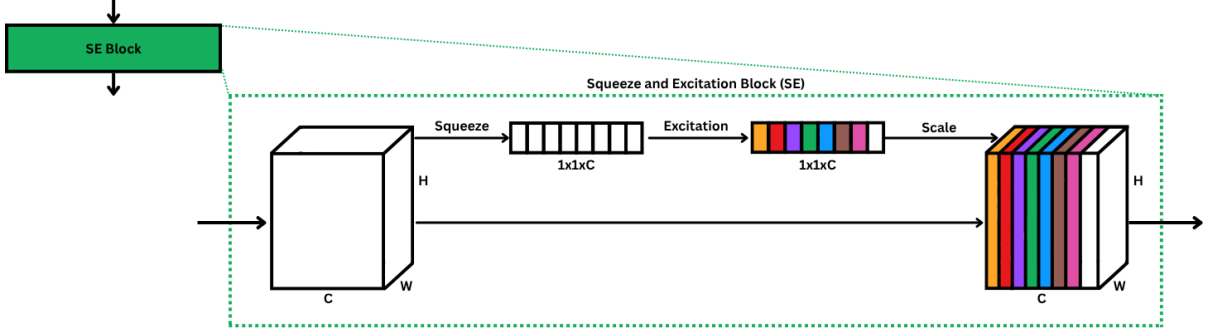 SE Block
Squeeze and Excitation Block (SE)
Squeeze
Excitation
Scale
1x1xC
1x1xC
H
H
W
W
C
C